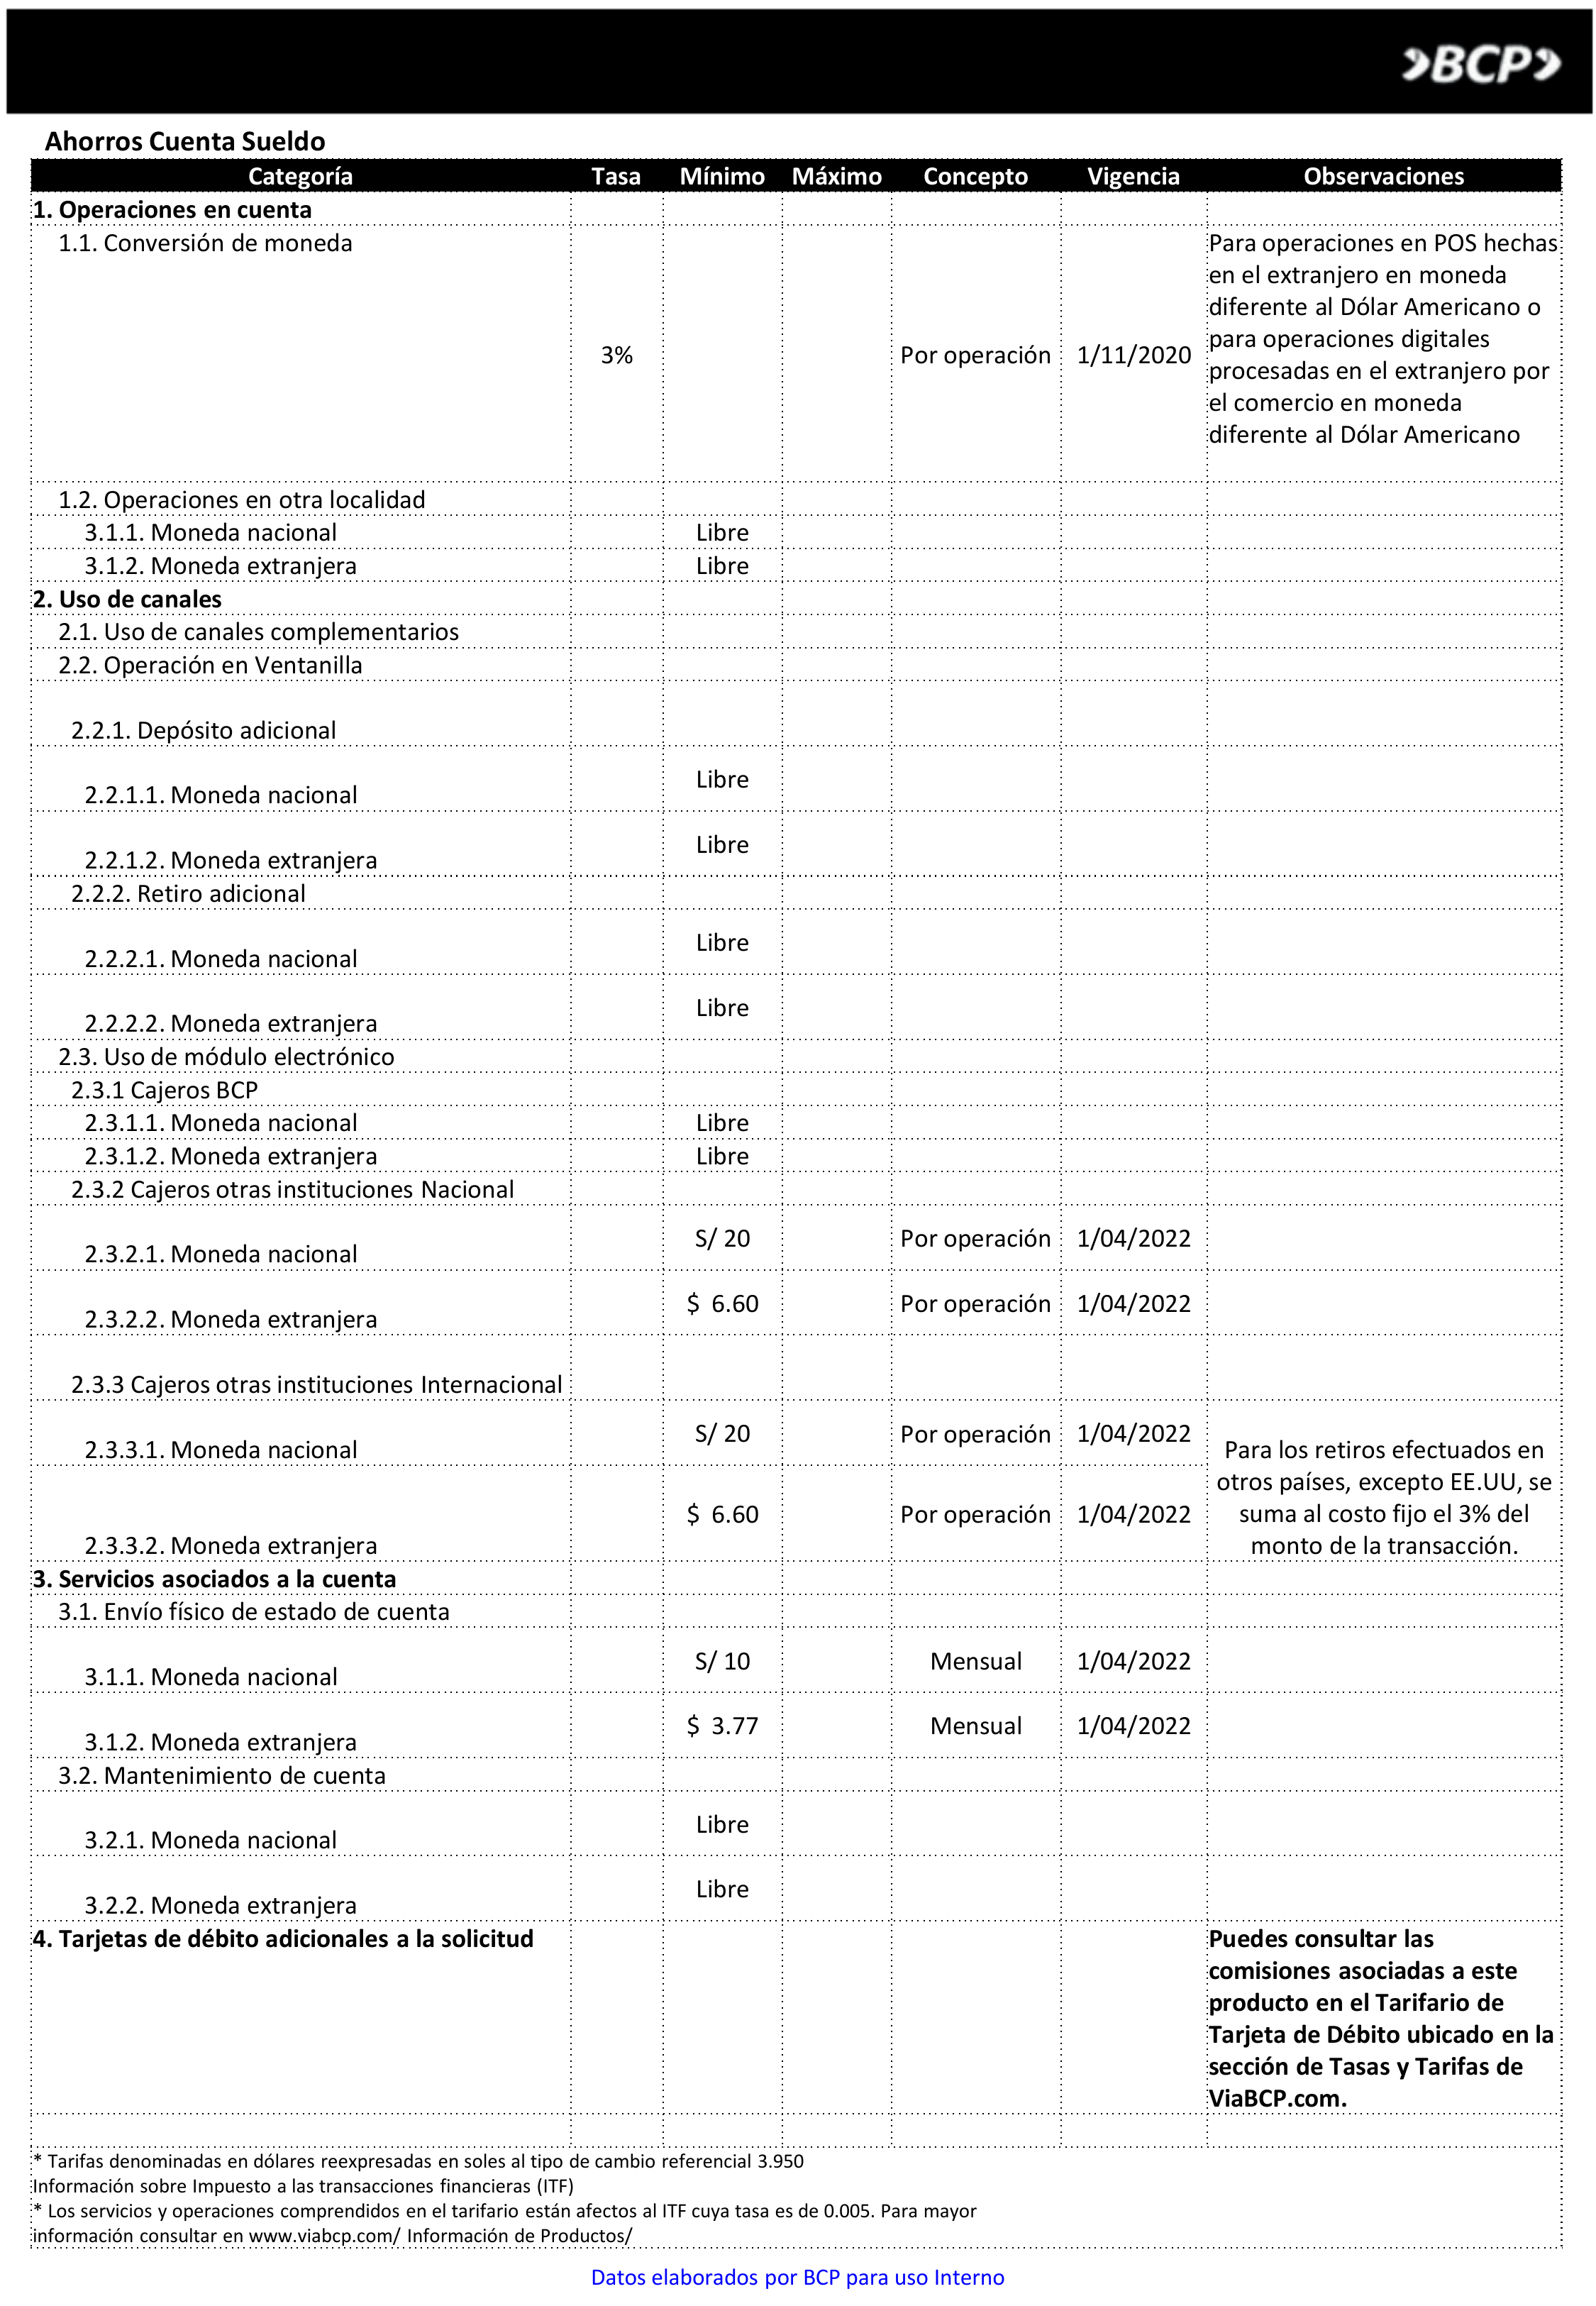 BCP
Ahorros Cuenta Sueldo
Categoría Tasa Mínimo Máximo Concepto Vigencia Observaciones
1. Operaciones en cuenta
1.1. Conversión de moneda
3% Por operación 1/11/2020
Para operaciones en POS hechas
en el extranjero en moneda
diferente al Dólar Americano o
para operaciones digitales
procesadas en el extranjero por
el comercio en moneda
diferente al Dólar Americano
1.2. Operaciones en otra localidad
3.1.1. Moneda nacional Libre
3.1.2. Moneda extranjera Libre
2. Uso de canales
2.1. Uso de canales complementarios
2.2. Operación en Ventanilla
2.2.1. Depósito adicional
2.2.1.1. Moneda nacional Libre
2.2.1.2. Moneda extranjera Libre
2.2.2. Retiro adicional
2.2.2.1. Moneda nacional Libre
2.2.2.2. Moneda extranjera Libre
2.3. Uso de módulo electrónico
2.3.1 Cajeros BCP
2.3.1.1. Moneda nacional Libre
2.3.1.2. Moneda extranjera Libre
2.3.2 Cajeros otras instituciones Nacional
2.3.2.1. Moneda nacional S/ 20 Por operación 1/04/2022
2.3.2.2. Moneda extranjera $ 6.60 Por operación 1/04/2022
2.3.3 Cajeros otras instituciones Internacional
2.3.3.1. Moneda nacional S/ 20 Por operación 1/04/2022
2.3.3.2. Moneda extranjera $ 6.60 Por operación 1/04/2022
Para los retiros efectuados en
otros países, excepto EE.UU, se
suma al costo fijo el 3% del
monto de la transacción.
3. Servicios asociados a la cuenta
3.1. Envío físico de estado de cuenta
3.1.1. Moneda nacional S/ 10 Mensual 1/04/2022
3.1.2. Moneda extranjera $ 3.77 Mensual 1/04/2022
3.2. Mantenimiento de cuenta
3.2.1. Moneda nacional Libre
3.2.2. Moneda extranjera Libre
4. Tarjetas de débito adicionales a la solicitud
Puedes consultar las
comisiones asociadas a este
producto en el Tarifario de
Tarjeta de Débito ubicado en la
sección de Tasas y Tarifas de
ViaBCP.com.
* Tarifas denominadas en dólares reexpresadas en soles al tipo de cambio referencial 3.950
Información sobre Impuesto a las transacciones financieras (ITF)
* Los servicios y operaciones comprendidos en el tarifario están afectos al ITF cuya tasa es de 0.005. Para mayor
información consultar en www.viabcp.com/ Información de Productos/
Datos elaborados por BCP para uso Interno